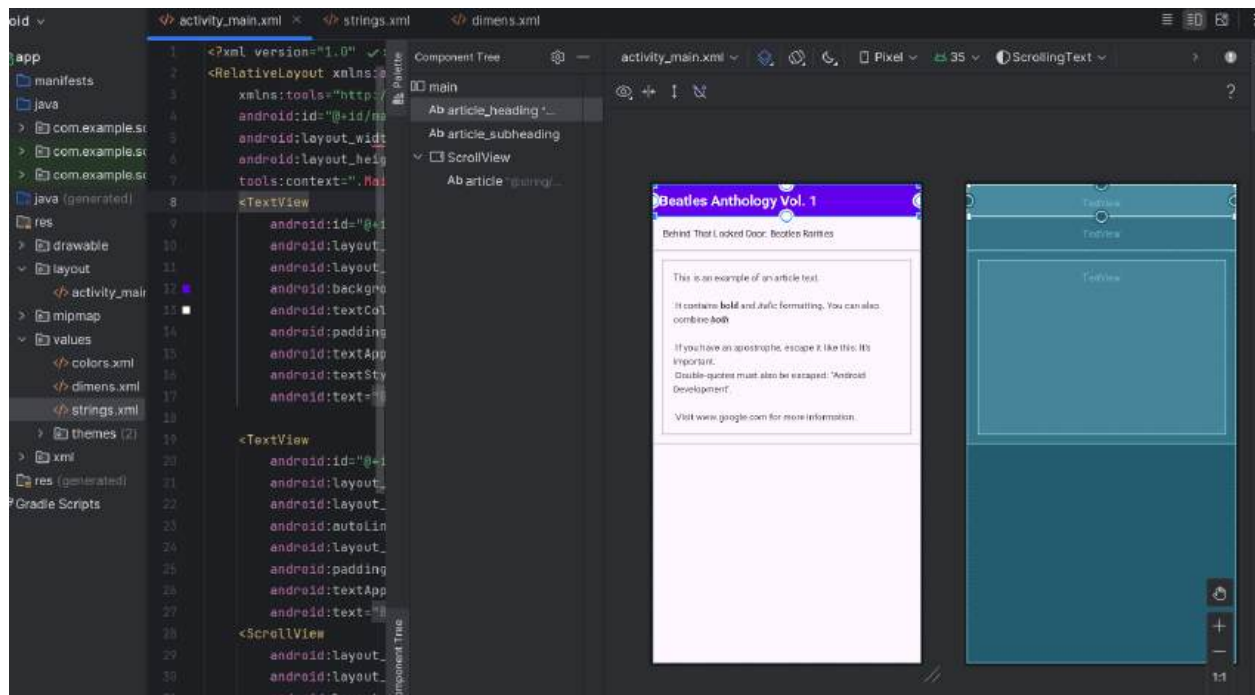 oid
activity_main.xml
strings.xml
dimens.xml
app
manifests
java
com.example.sc
com.example.sc
com.example.sc
java (generated)
res
drawable
layout
activity_main
mipmap
values
colors.xml
dimens.xml
strings.xml
themes (2)
xml
res (generated)
Gradle Scripts
1 <?xml version="1.0"
2 <RelativeLayout xmlns:a
3 xmlns:tools="http:/
4 android:id="@+id/ma
5 android:layout_widt
6 android:layout_heig
7 tools:context=".Mai
8 <TextView
9 android:id="@+i
10 android:layout_
11 android:layout_
12 android:backgro
13 android:textCol
14 android:padding
15 android:textApp
16 android:textSty
17 android:text="B
18
19 <TextView
20 android:id="@+i
21 android:layout_
22 android:layout_
23 android:autoLin
24 android:layout_
25 android:padding
26 android:textApp
27 android:text="B
28 <ScrollView
29 android:layout_
30 android:layout_
Palette
Component Tree
Component Tree
main
Ab article_heading "...
Ab article_subheading
ScrollView
Ab article "@string/...
activity_main.xml
Pixel
35
ScrollingText
?
Beatles Anthology Vol. 1
Behind That Locked Door: Beatles Rarities
This is an example of an article text.
It contains bold and italic formatting. You can also
combine both
If you have an apostrophe, escape it like this: It's
important.
Double-quotes must also be escaped: "Android
Development".
Visit www.google.com for more information.
TextView
TextView
TextView
1:1